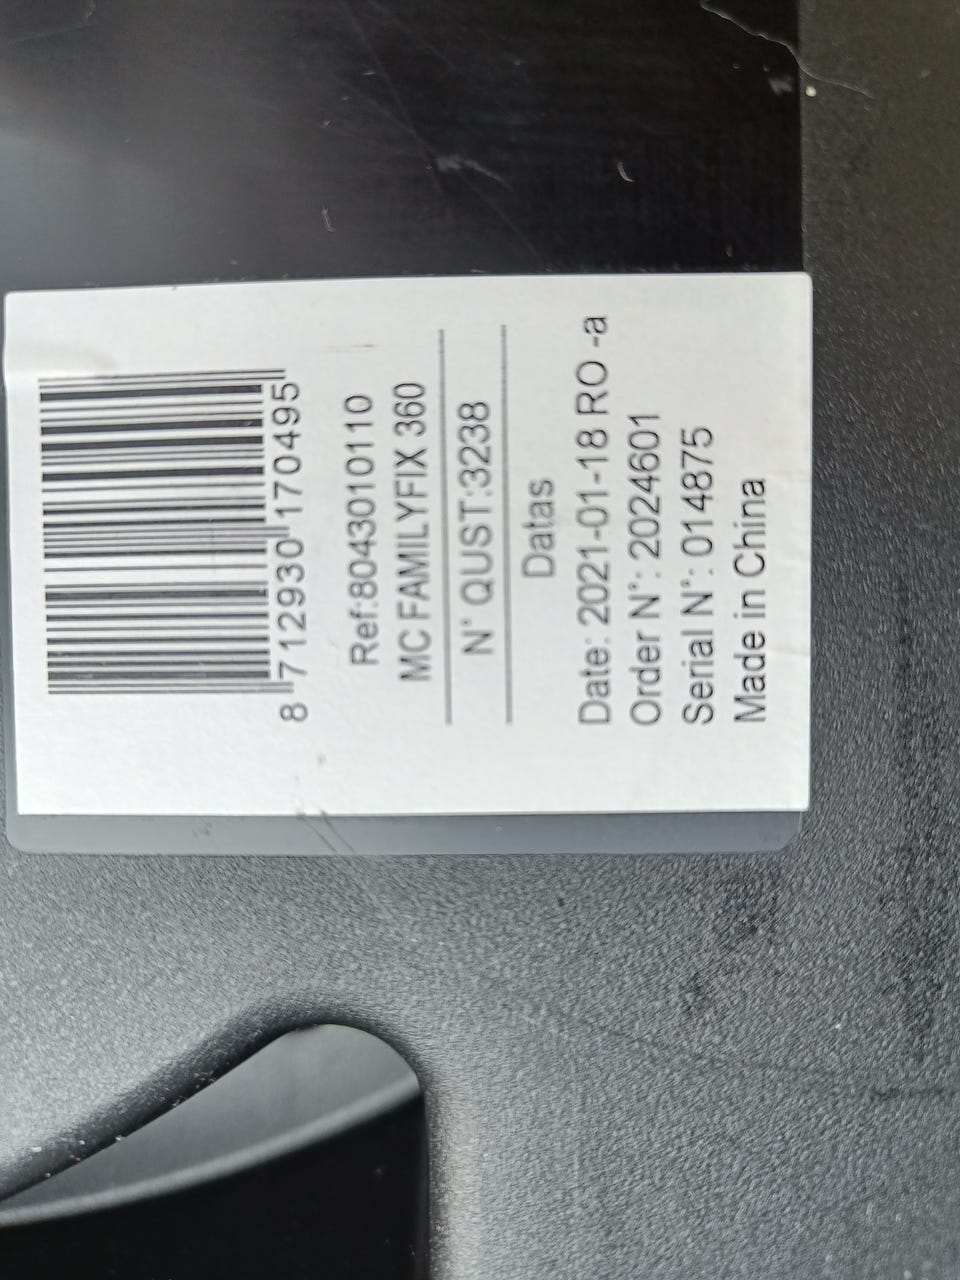 8 712930 170495
Ref:8043010110
MC FAMILYFIX 360
N° QUST:3238
Datas
Date: 2021-01-18 RO -a
Order N°: 2024601
Serial N°: 014875
Made in China